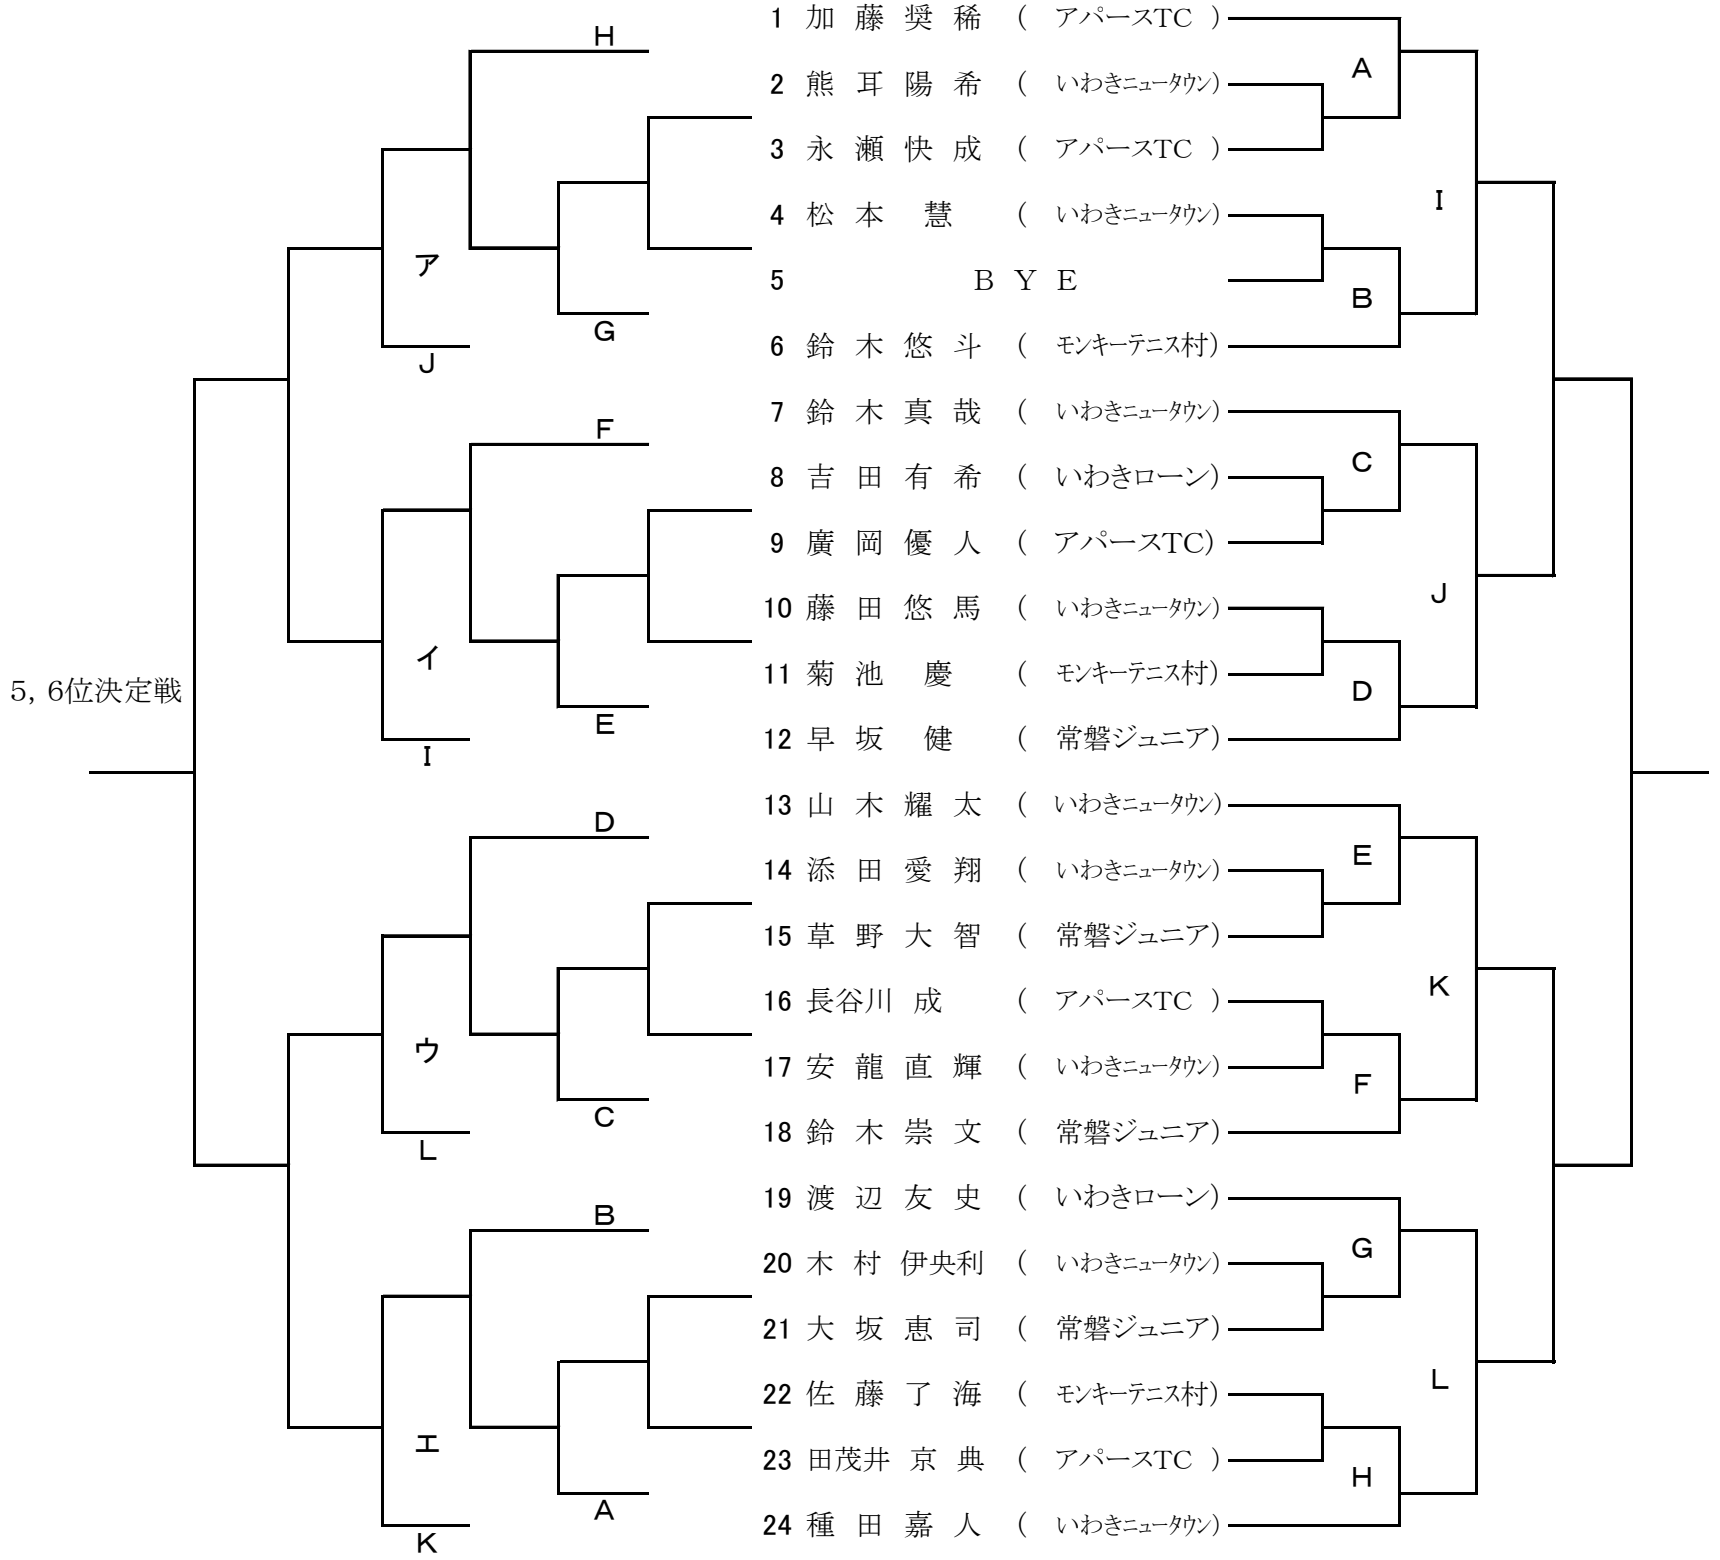 1 加 藤 奨 稀 ( アパースTC )
H
A
2 熊 耳 陽 希 ( いわきニュータウン)
3 永 瀬 快 成 ( アパースTC )
4 松 本 慧 ( いわきニュータウン)
I
ア
5 B Y E
B
G
6 鈴 木 悠 斗 ( モンキーテニス村)
J
7 鈴 木 真 哉 ( いわきニュータウン)
F
C
8 吉 田 有 希 ( いわきローン)
9 廣 岡 優 人 ( アパースTC)
J
10 藤 田 悠 馬 ( いわきニュータウン)
イ
11 菊 池 慶 ( モンキーテニス村)
5, 6位決定戦
D
E
12 早 坂 健 ( 常磐ジュニア)
I
13 山 木 耀 太 ( いわきニュータウン)
D
E
14 添 田 愛 翔 ( いわきニュータウン)
15 草 野 大 智 ( 常磐ジュニア)
K
16 長谷川 成 ( アパースTC )
ウ
17 安 龍 直 輝 ( いわきニュータウン)
F
C
18 鈴 木 崇 文 ( 常磐ジュニア)
L
19 渡 辺 友 史 ( いわきローン)
B
G
20 木 村 伊央利 ( いわきニュータウン)
21 大 坂 恵 司 ( 常磐ジュニア)
L
22 佐 藤 了 海 ( モンキーテニス村)
エ
23 田茂井 京 典 ( アパースTC )
H
A
24 種 田 嘉 人 ( いわきニュータウン)
K